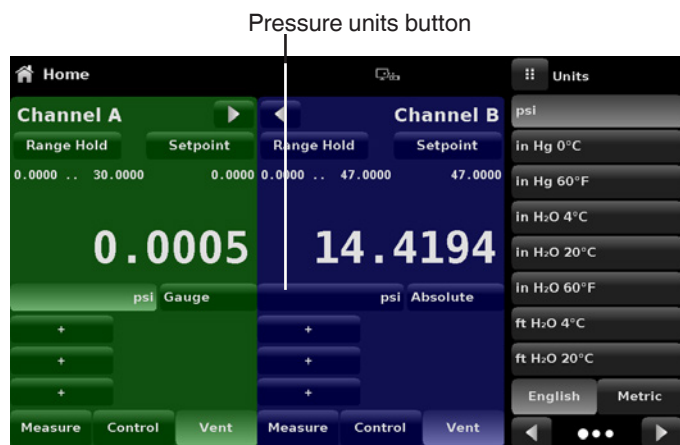 Pressure units button
Home
Units
Channel A
Channel B
Range Hold Setpoint
Range Hold Setpoint
0.0000 .. 30.0000 0.0000
0.0000 .. 47.0000 47.0000
0.0005
14.4194
psi Gauge
psi Absolute
+
+
+
+
+
+
Measure Control Vent
Measure Control Vent
psi
in Hg 0°C
in Hg 60°F
in H₂O 4°C
in H₂O 20°C
in H₂O 60°F
ft H₂O 4°C
ft H₂O 20°C
English Metric